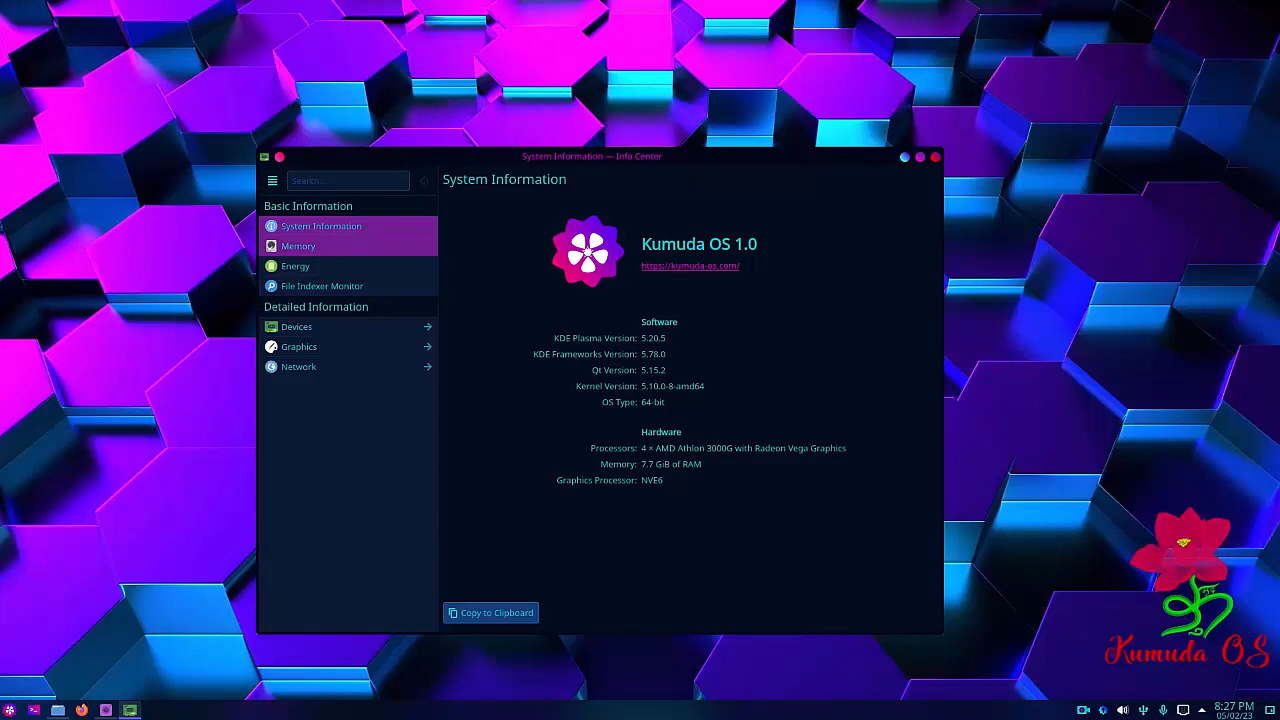 System Information — Info Center
Search...
System Information
Basic Information
System Information
Memory
Energy
File Indexer Monitor
Detailed Information
Devices
Graphics
Network
Kumuda OS 1.0
https://kumuda-os.com/
Software
KDE Plasma Version: 5.20.5
KDE Frameworks Version: 5.78.0
Qt Version: 5.15.2
Kernel Version: 5.10.0-8-amd64
OS Type: 64-bit
Hardware
Processors: 4 × AMD Athlon 3000G with Radeon Vega Graphics
Memory: 7.7 GiB of RAM
Graphics Processor: NVE6
Copy to Clipboard
Kumuda OS
8:27 PM
05/02/23